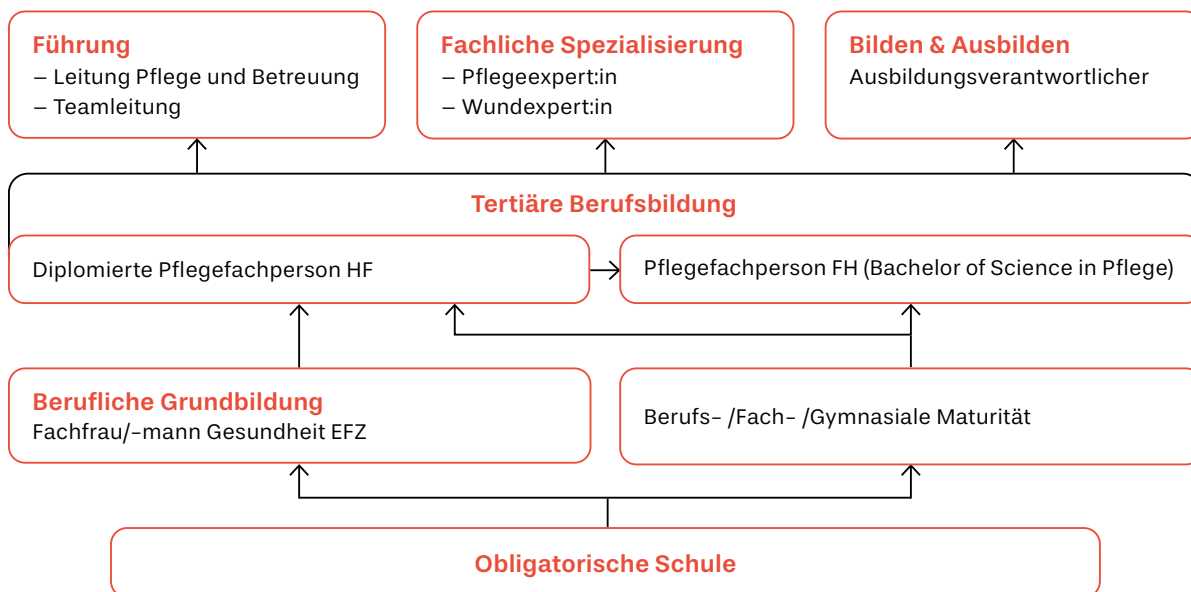 Führung
– Leitung Pflege und Betreuung
– Teamleitung
Fachliche Spezialisierung
– Pflegeexpert:in
– Wundexpert:in
Bilden & Ausbilden
Ausbildungsverantwortlicher
Tertiäre Berufsbildung
Diplomierte Pflegefachperson HF
Pflegefachperson FH (Bachelor of Science in Pflege)
Berufliche Grundbildung
Fachfrau/-mann Gesundheit EFZ
Berufs- /Fach- /Gymnasiale Maturität
Obligatorische Schule